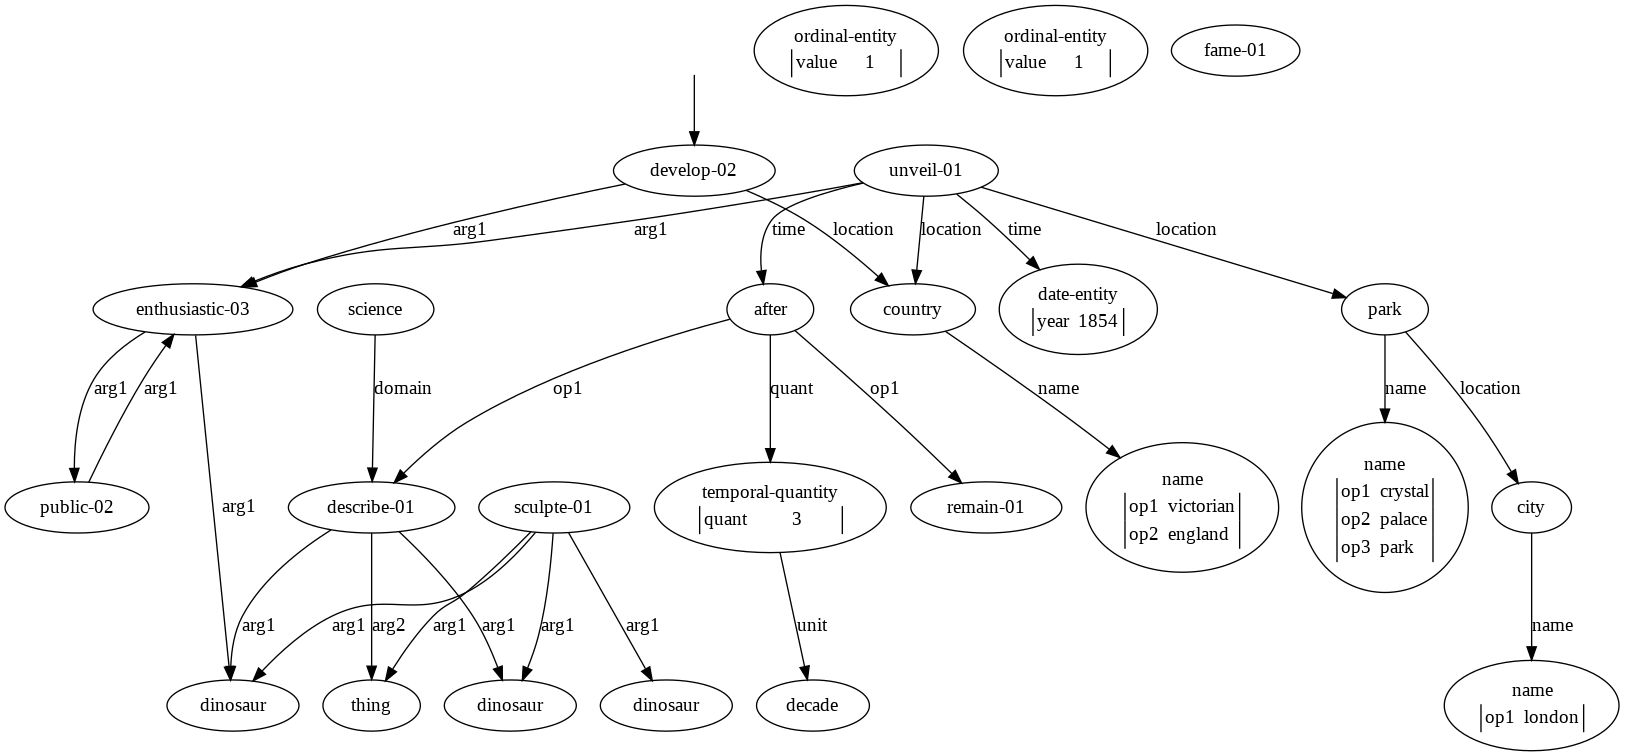 ordinal-entity
value 1
ordinal-entity
value 1
fame-01
develop-02
unveil-01
arg1
arg1
time
location
location
time
location
enthusiastic-03
science
after
country
date-entity
year 1854
park
arg1
arg1
domain
op1
quant
op1
name
name
location
public-02
arg1
describe-01
sculpte-01
temporal-quantity
quant 3
remain-01
name
op1 victorian
op2 england
name
op1 crystal
op2 palace
op3 park
city
arg1
arg1
arg2
arg1
arg1
arg1
arg1
unit
name
dinosaur
thing
dinosaur
dinosaur
decade
name
op1 london